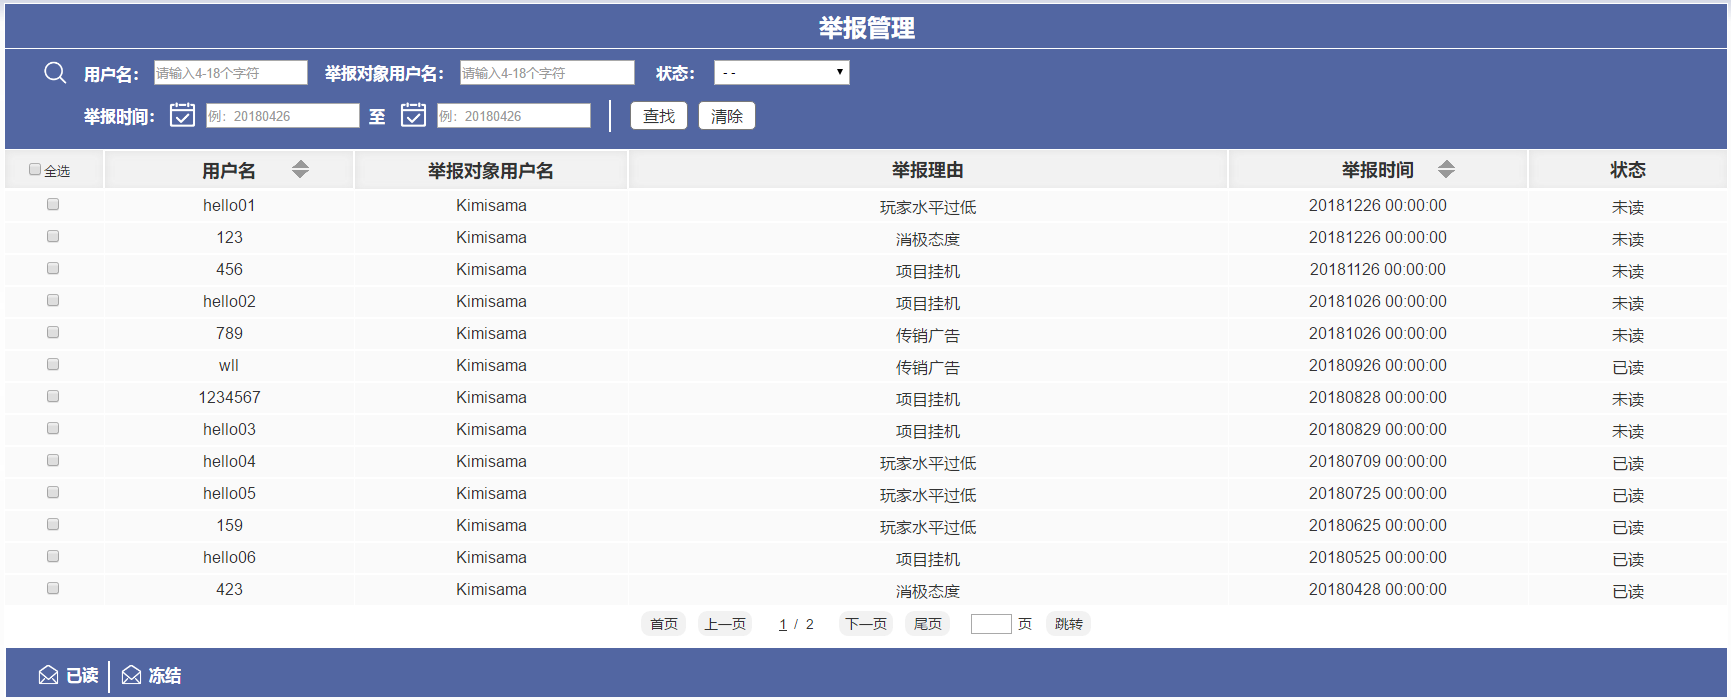 举报管理
用户名： 请输入4-18个字符 举报对象用户名： 请输入4-18个字符 状态： - -
举报时间： 例：20180426 至 例：20180426 查找 清除
全选 用户名 举报对象用户名 举报理由 举报时间 状态
hello01 Kimisama 玩家水平过低 20181226 00:00:00 未读
123 Kimisama 消极态度 20181226 00:00:00 未读
456 Kimisama 项目挂机 20181126 00:00:00 未读
hello02 Kimisama 项目挂机 20181026 00:00:00 未读
789 Kimisama 传销广告 20181026 00:00:00 未读
wll Kimisama 传销广告 20180926 00:00:00 已读
1234567 Kimisama 项目挂机 20180828 00:00:00 未读
hello03 Kimisama 项目挂机 20180829 00:00:00 未读
hello04 Kimisama 玩家水平过低 20180709 00:00:00 已读
hello05 Kimisama 玩家水平过低 20180725 00:00:00 已读
159 Kimisama 玩家水平过低 20180625 00:00:00 已读
hello06 Kimisama 项目挂机 20180525 00:00:00 已读
423 Kimisama 消极态度 20180428 00:00:00 已读
首页 上一页 1 / 2 下一页 尾页 页 跳转
已读 冻结